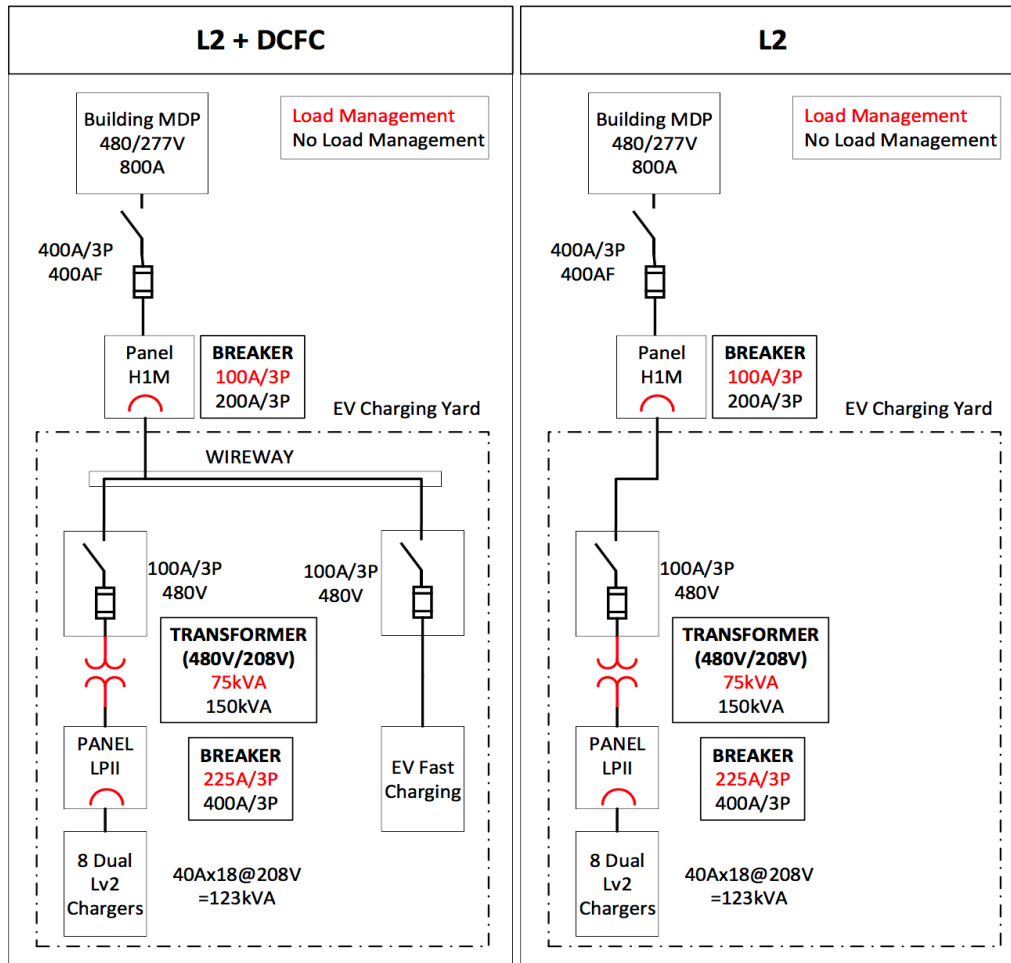 L2 + DCFC
Building MDP
480/277V
800A
Load Management
No Load Management
400A/3P
400AF
Panel
H1M
BREAKER
100A/3P
200A/3P
EV Charging Yard
WIREWAY
100A/3P
480V
100A/3P
480V
TRANSFORMER
(480V/208V)
75kVA
150kVA
PANEL
LPII
BREAKER
225A/3P
400A/3P
EV Fast
Charging
8 Dual
Lv2
Chargers
40Ax18@208V
=123kVA
L2
Building MDP
480/277V
800A
Load Management
No Load Management
400A/3P
400AF
Panel
H1M
BREAKER
100A/3P
200A/3P
EV Charging Yard
100A/3P
480V
TRANSFORMER
(480V/208V)
75kVA
150kVA
PANEL
LPII
BREAKER
225A/3P
400A/3P
8 Dual
Lv2
Chargers
40Ax18@208V
=123kVA